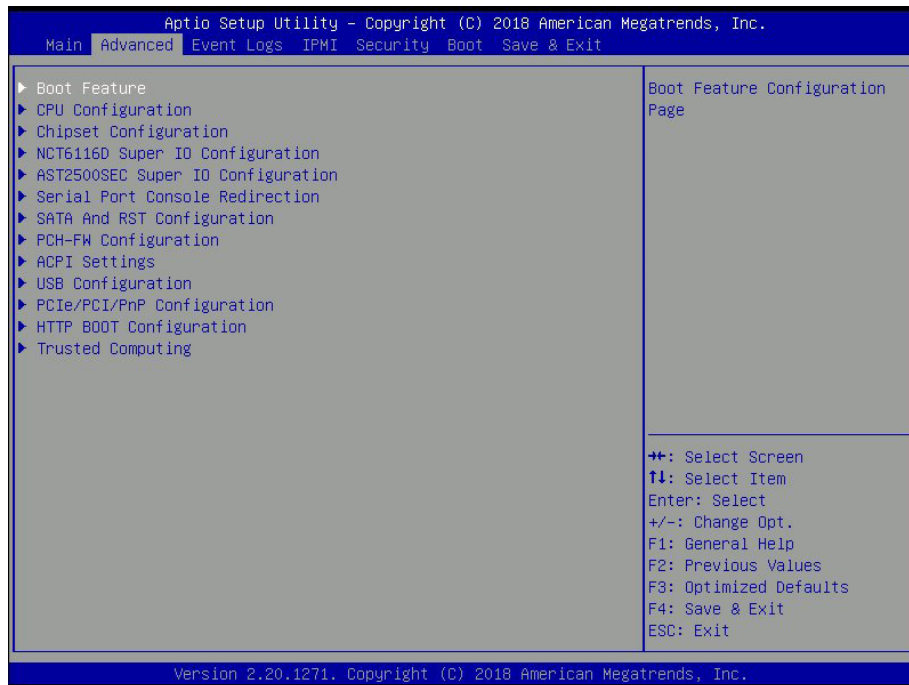 Aptio Setup Utility – Copyright (C) 2018 American Megatrends, Inc.
Main Advanced Event Logs IPMI Security Boot Save & Exit
▶ Boot Feature
▶ CPU Configuration
▶ Chipset Configuration
▶ NCT6116D Super IO Configuration
▶ AST2500SEC Super IO Configuration
▶ Serial Port Console Redirection
▶ SATA And RST Configuration
▶ PCH-FW Configuration
▶ ACPI Settings
▶ USB Configuration
▶ PCIe/PCI/PnP Configuration
▶ HTTP BOOT Configuration
▶ Trusted Computing
Boot Feature Configuration
Page
→←: Select Screen
↑↓: Select Item
Enter: Select
+/-: Change Opt.
F1: General Help
F2: Previous Values
F3: Optimized Defaults
F4: Save & Exit
ESC: Exit
Version 2.20.1271. Copyright (C) 2018 American Megatrends, Inc.